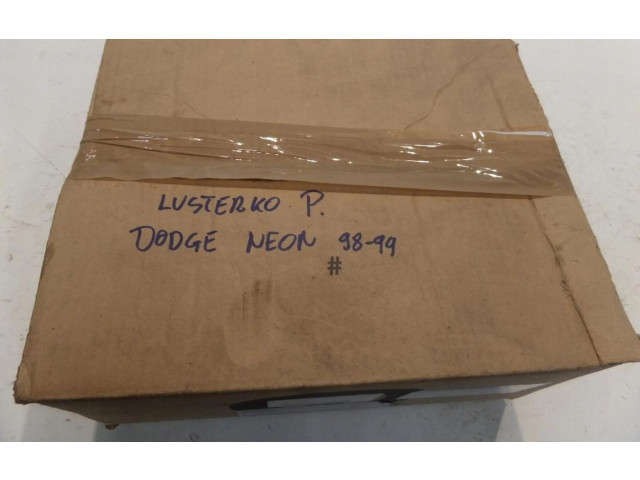 LUSTERKO P.
DODGE NEON 98-99
#